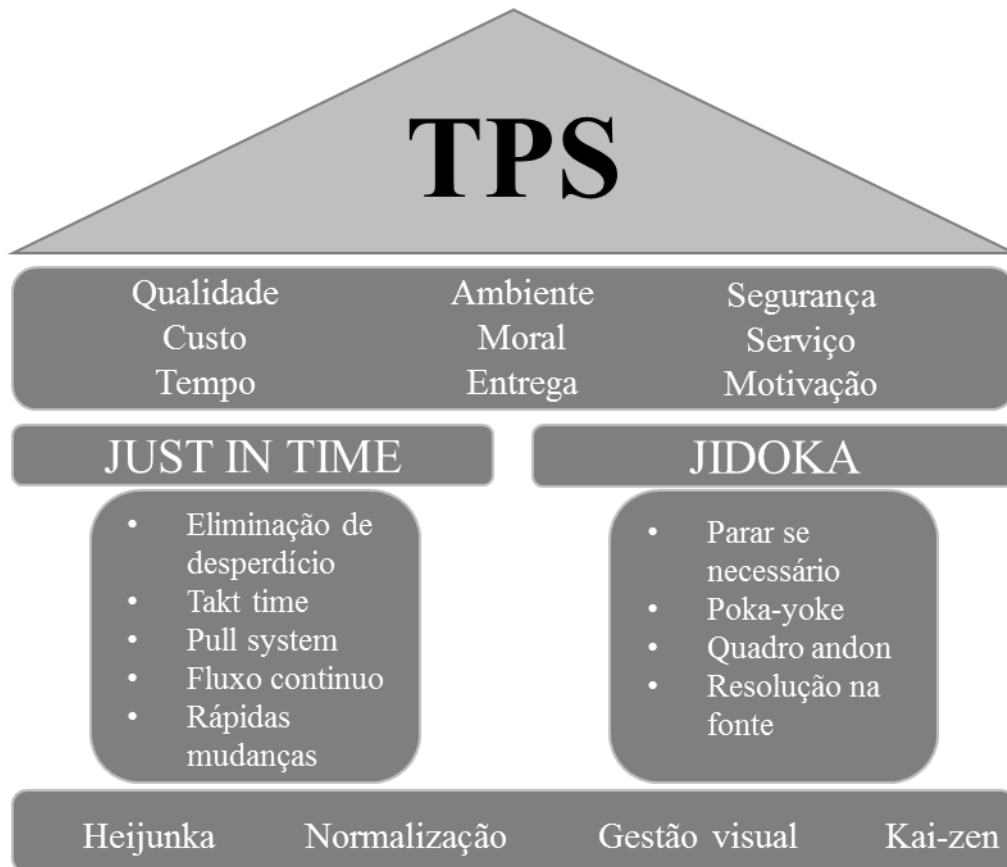 TPS
Qualidade Ambiente Segurança
Custo Moral Serviço
Tempo Entrega Motivação
JUST IN TIME
• Eliminação de
desperdício
• Takt time
• Pull system
• Fluxo continuo
• Rápidas
mudanças
JIDOKA
• Parar se
necessário
• Poka-yoke
• Quadro andon
• Resolução na
fonte
Heijunka Normalização Gestão visual Kai-zen